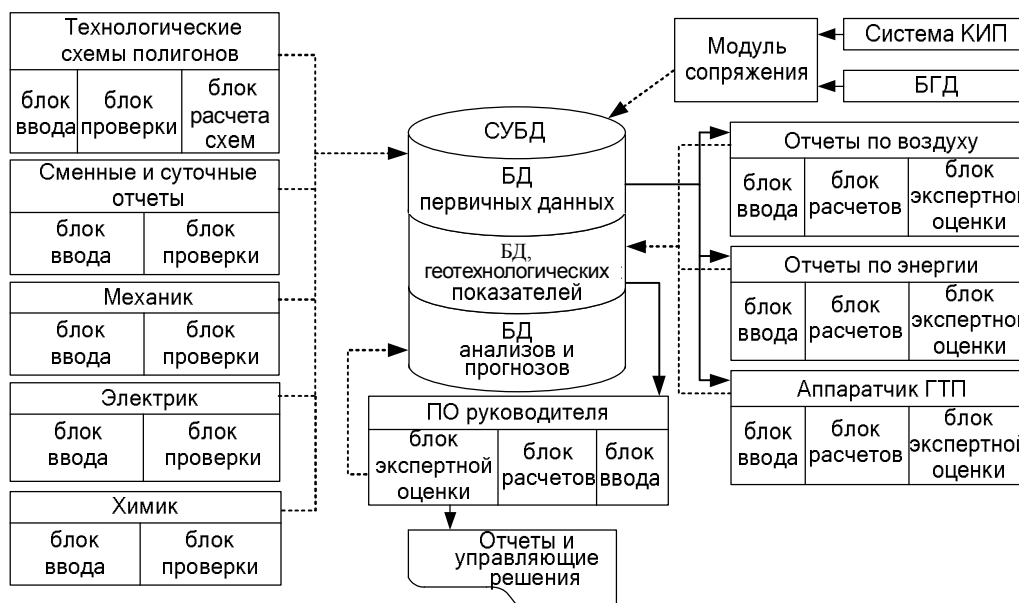 Технологические
схемы полигонов
блок
ввода
блок
проверки
блок
расчета
схем
Сменные и суточные
отчеты
блок
ввода
блок
проверки
Механик
блок
ввода
блок
проверки
Электрик
блок
ввода
блок
проверки
Химик
блок
ввода
блок
проверки
СУБД
БД
первичных данных
БД,
геотехнологических
показателей
БД
анализов и
прогнозов
ПО руководителя
блок
экспертной
оценки
блок
расчетов
блок
ввода
Отчеты и
управляющие
решения
Модуль
сопряжения
Система КИП
БГД
Отчеты по воздуху
блок
ввода
блок
расчетов
блок
экспертной
оценки
Отчеты по энергии
блок
ввода
блок
расчетов
блок
экспертной
оценки
Аппаратчик ГТП
блок
ввода
блок
расчетов
блок
экспертной
оценки